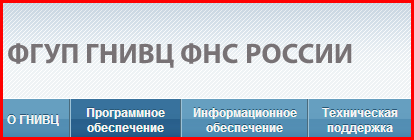 ФГУП ГНИВЦ ФНС РОССИИ
О ГНИВЦ
Программное
обеспечение
Информационное
обеспечение
Техническая
поддержка